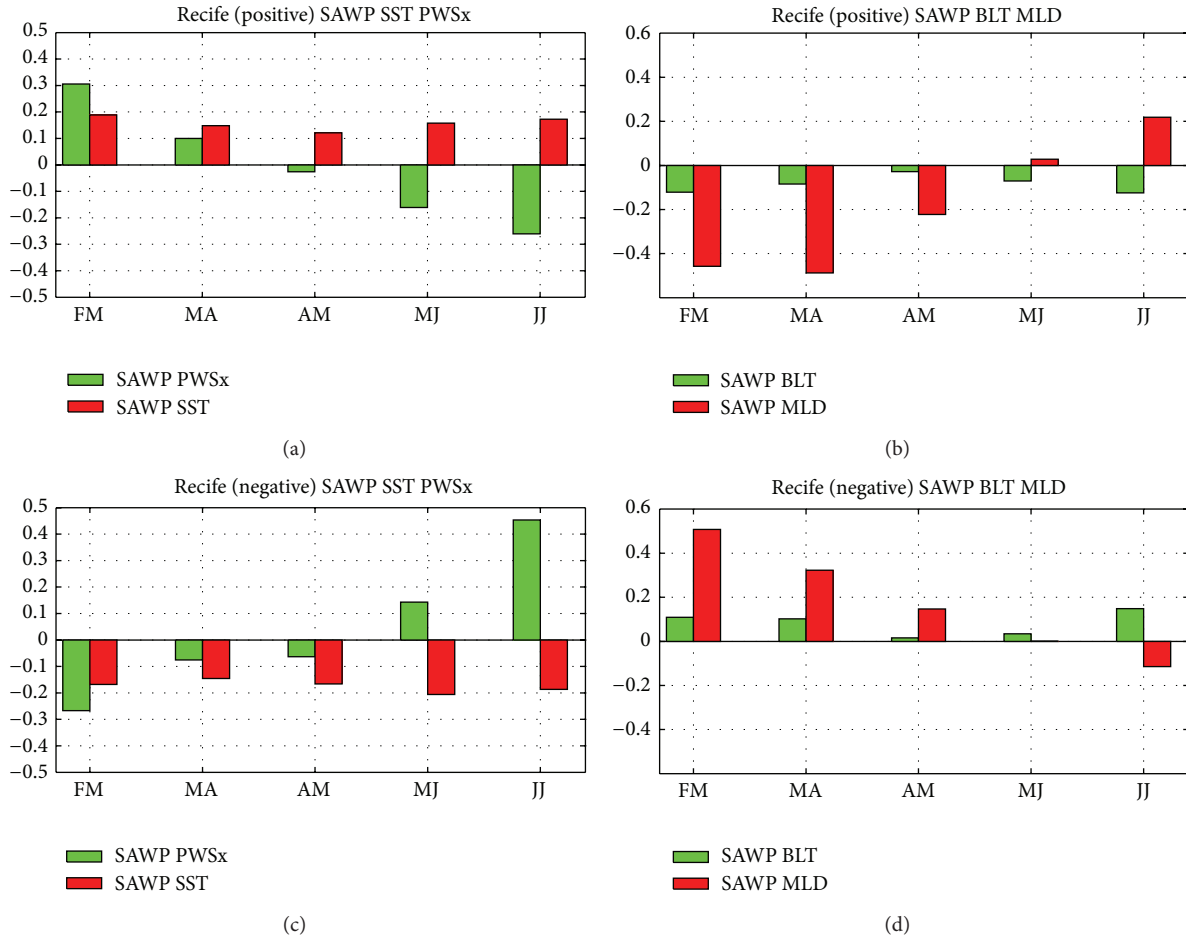 Recife (positive) SAWP SST PWSx
0.5
0.4
0.3
0.2
0.1
0
−0.1
−0.2
−0.3
−0.4
−0.5
FM MA AM MJ JJ
SAWP PWSx
SAWP SST
(a)
Recife (positive) SAWP BLT MLD
0.6
0.4
0.2
0
−0.2
−0.4
FM MA AM MJ JJ
SAWP BLT
SAWP MLD
(b)
Recife (negative) SAWP SST PWSx
0.5
0.4
0.3
0.2
0.1
0
−0.1
−0.2
−0.3
−0.4
−0.5
FM MA AM MJ JJ
SAWP PWSx
SAWP SST
(c)
Recife (negative) SAWP BLT MLD
0.6
0.4
0.2
0
−0.2
−0.4
FM MA AM MJ JJ
SAWP BLT
SAWP MLD
(d)